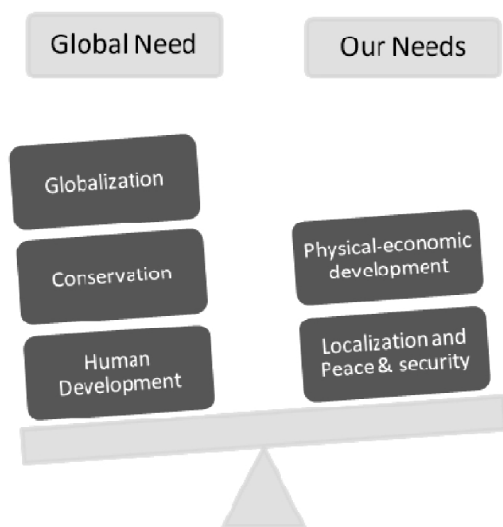 Global Need
Our Needs
Globalization
Conservation
Human
Development
Physical-economic
development
Localization and
Peace & security